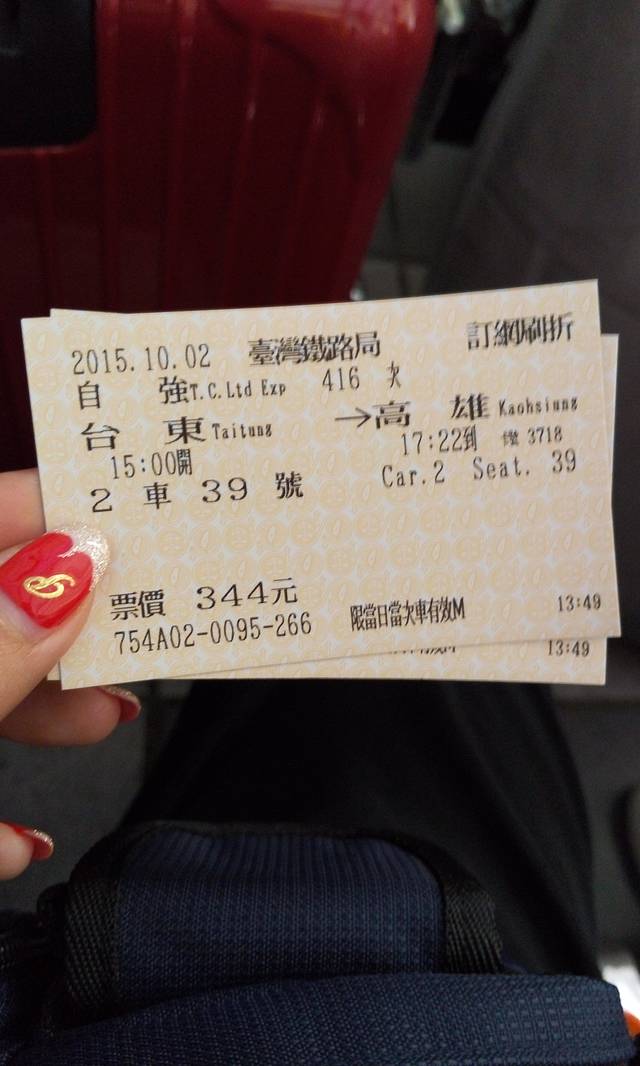 2015.10.02 臺灣鐵路局 訂網刷折
自 強 T.C.Ltd Exp 416 次
台 東 Taitung → 高 雄 Kaohsiung
15:00開 17:22到 3718
2 車 39 號 Car.2 Seat. 39
票價 344元
754A02-0095-266 限當日當次車有效M 13:49
13:49